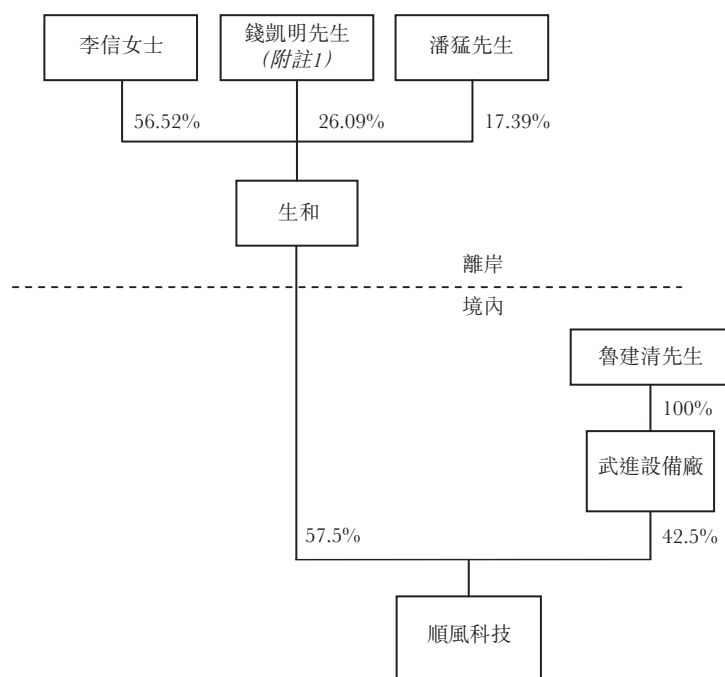 李信女士
錢凱明先生
(附註1)
潘猛先生
56.52%
26.09%
17.39%
生和
離岸
境內
魯建清先生
100%
武進設備廠
57.5%
42.5%
順風科技